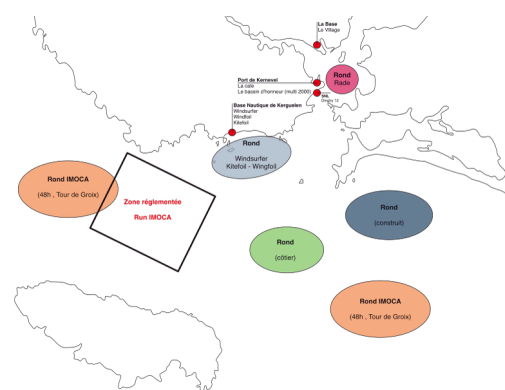 La Base
Le Village
Rond
Rade
Port de Kernevel
La cale
Le bassin d'honneur (multi 2000)
SNL
Base Nautique de Kerguelen
Windsurfer
Windfoil
Kitefoil
Rond
Windsurfer
Kitefoil - Wingfoil
Rond IMOCA
(48h , Tour de Groix)
Zone réglementée
Run IMOCA
Rond
(construit)
Rond
(côtier)
Rond IMOCA
(48h , Tour de Groix)